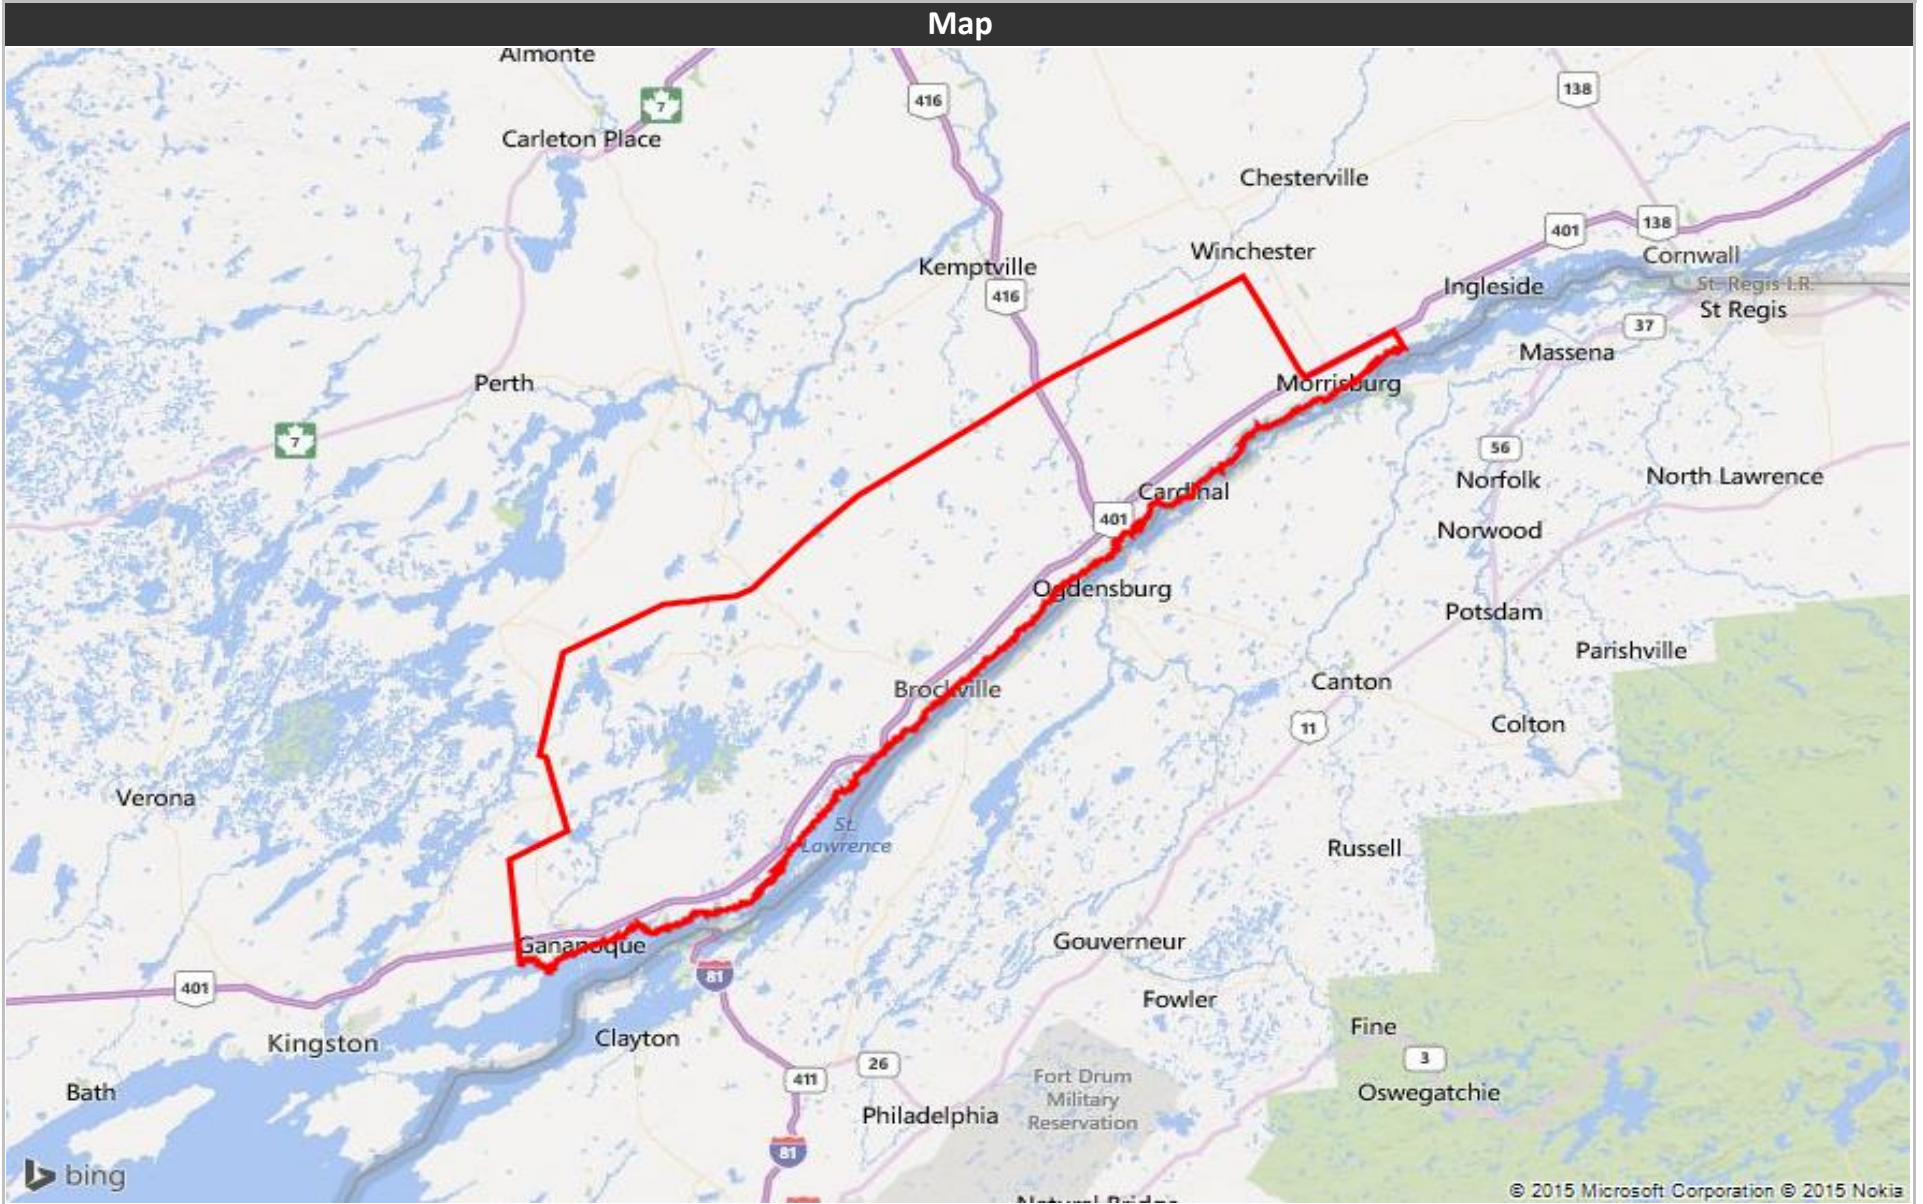 Map
Almonte
7
416
138
Carleton Place
Chesterville
Winchester
401
138
Cornwall
Kemptville
416
Ingleside
St. Regis I.R.
St Regis
37
Massena
Perth
Morrisburg
7
56
Norfolk
North Lawrence
Cardinal
401
Norwood
Ogdensburg
Potsdam
Parishville
Brockville
Canton
11
Colton
Verona
St.
Lawrence
Russell
Gananoque
Gouverneur
81
401
Fowler
Fine
Kingston
Clayton
3
26
411
Fort Drum
Military
Reservation
Bath
Oswegatchie
Philadelphia
81
bing
Natural Bridge
© 2015 Microsoft Corporation © 2015 Nokia